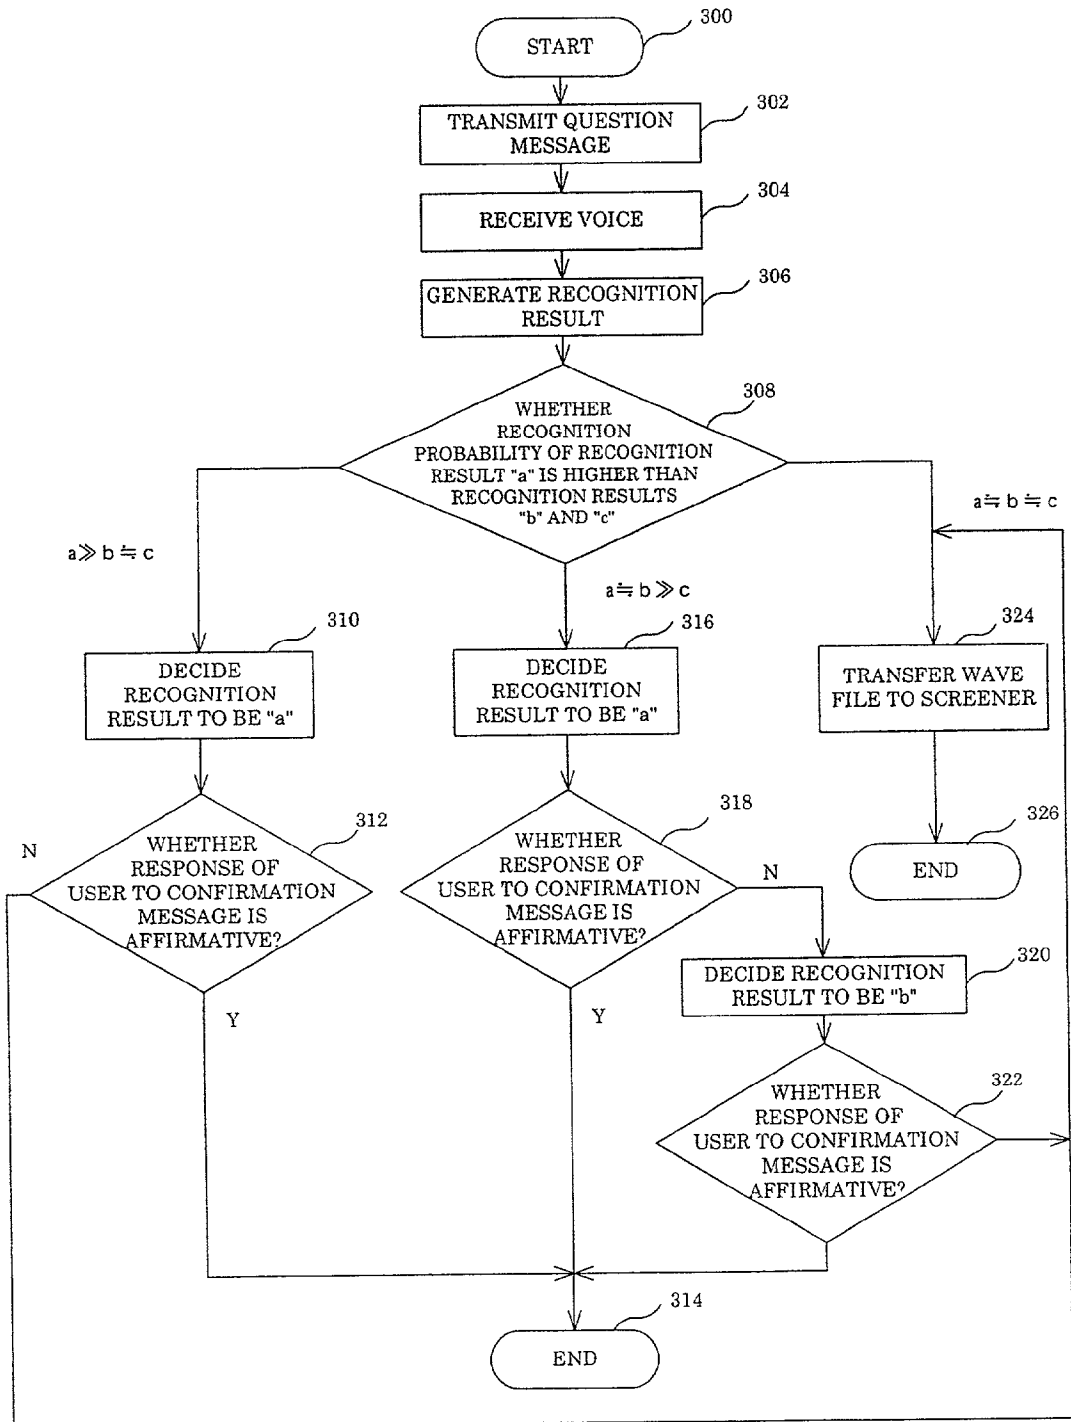 300
START
302
TRANSMIT QUESTION
MESSAGE
304
RECEIVE VOICE
306
GENERATE RECOGNITION
RESULT
308
WHETHER
RECOGNITION
PROBABILITY OF RECOGNITION
RESULT "a" IS HIGHER THAN
RECOGNITION RESULTS
"b" AND "c"
a≫b≒c
a≒b≫c
a≒b≒c
310
DECIDE
RECOGNITION
RESULT TO BE "a"
316
DECIDE
RECOGNITION
RESULT TO BE "a"
324
TRANSFER WAVE
FILE TO SCREENER
312
N
WHETHER
RESPONSE OF
USER TO CONFIRMATION
MESSAGE IS
AFFIRMATIVE?
Y
318
WHETHER
RESPONSE OF
USER TO CONFIRMATION
MESSAGE IS
AFFIRMATIVE?
N
Y
326
END
320
DECIDE RECOGNITION
RESULT TO BE "b"
322
WHETHER
RESPONSE OF
USER TO CONFIRMATION
MESSAGE IS
AFFIRMATIVE?
314
END